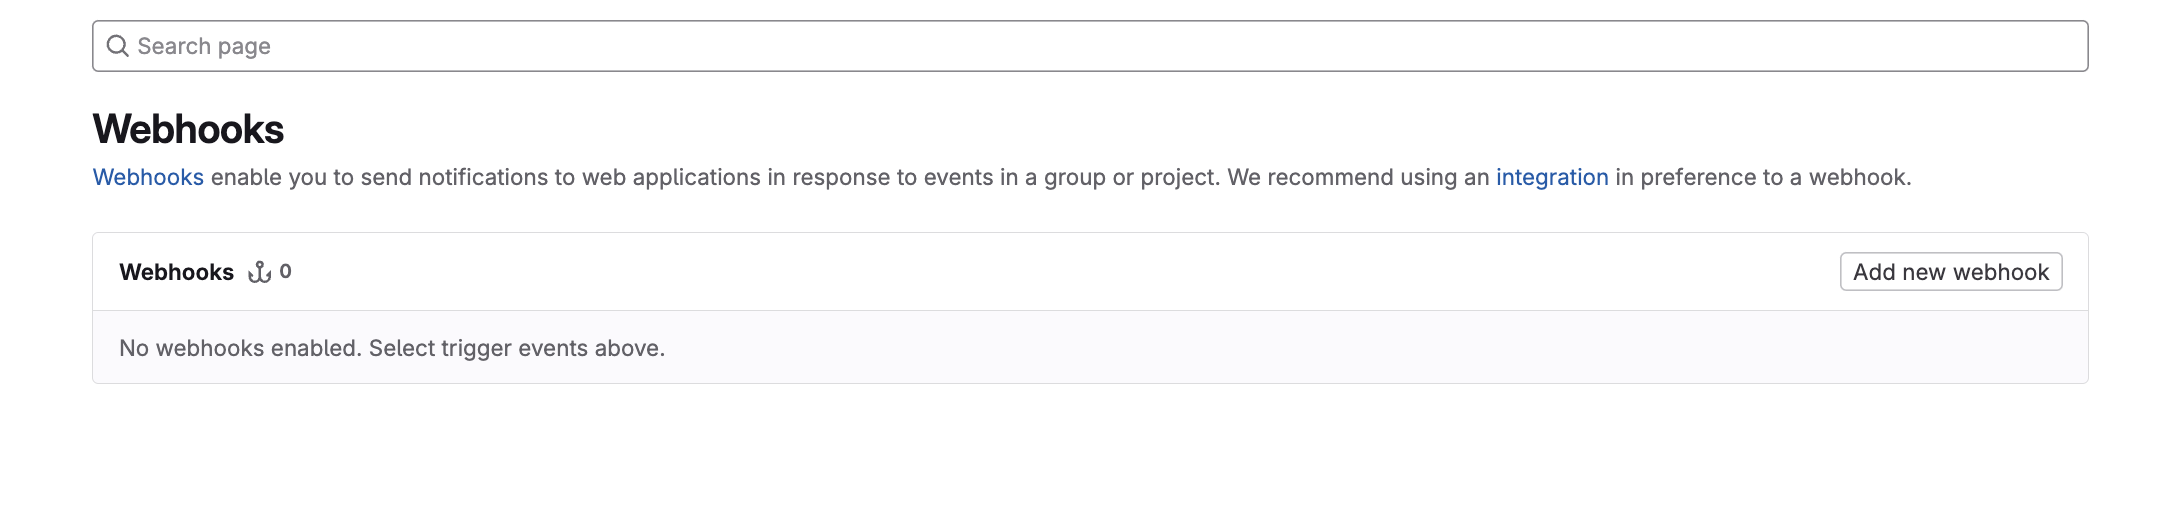 Search page
Webhooks
Webhooks enable you to send notifications to web applications in response to events in a group or project. We recommend using an integration in preference to a webhook.
Webhooks 0 Add new webhook
No webhooks enabled. Select trigger events above.